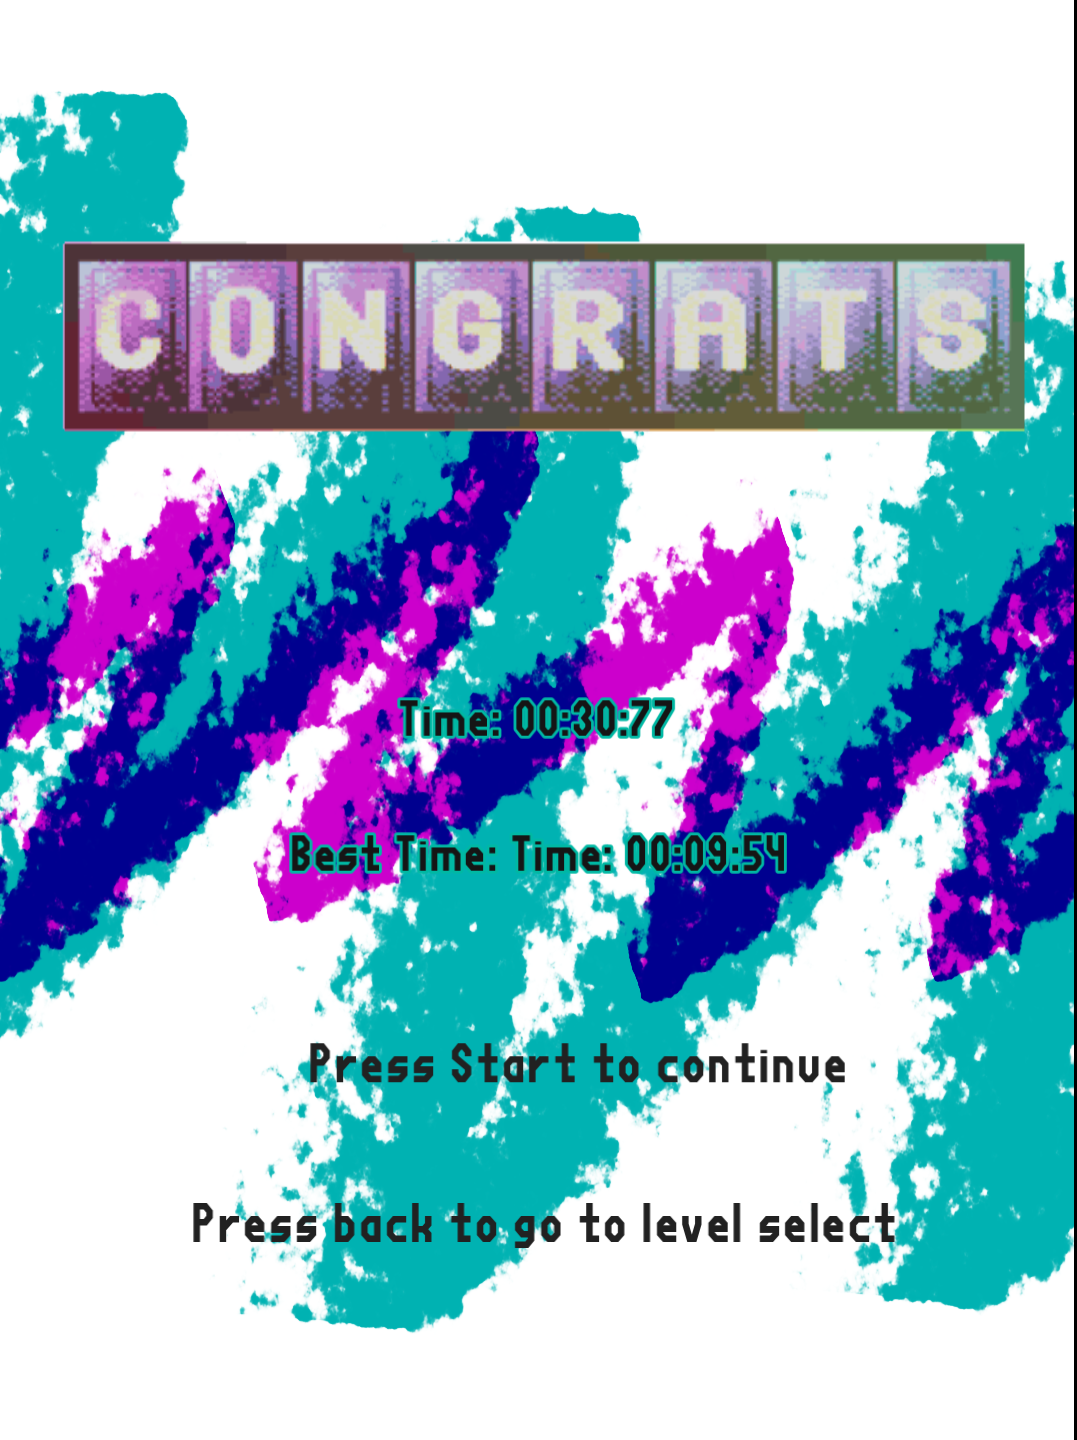 CONGRATS
Time: 00:30:77
Best Time: Time: 00:09:54
Press Start to continue
Press back to go to level select